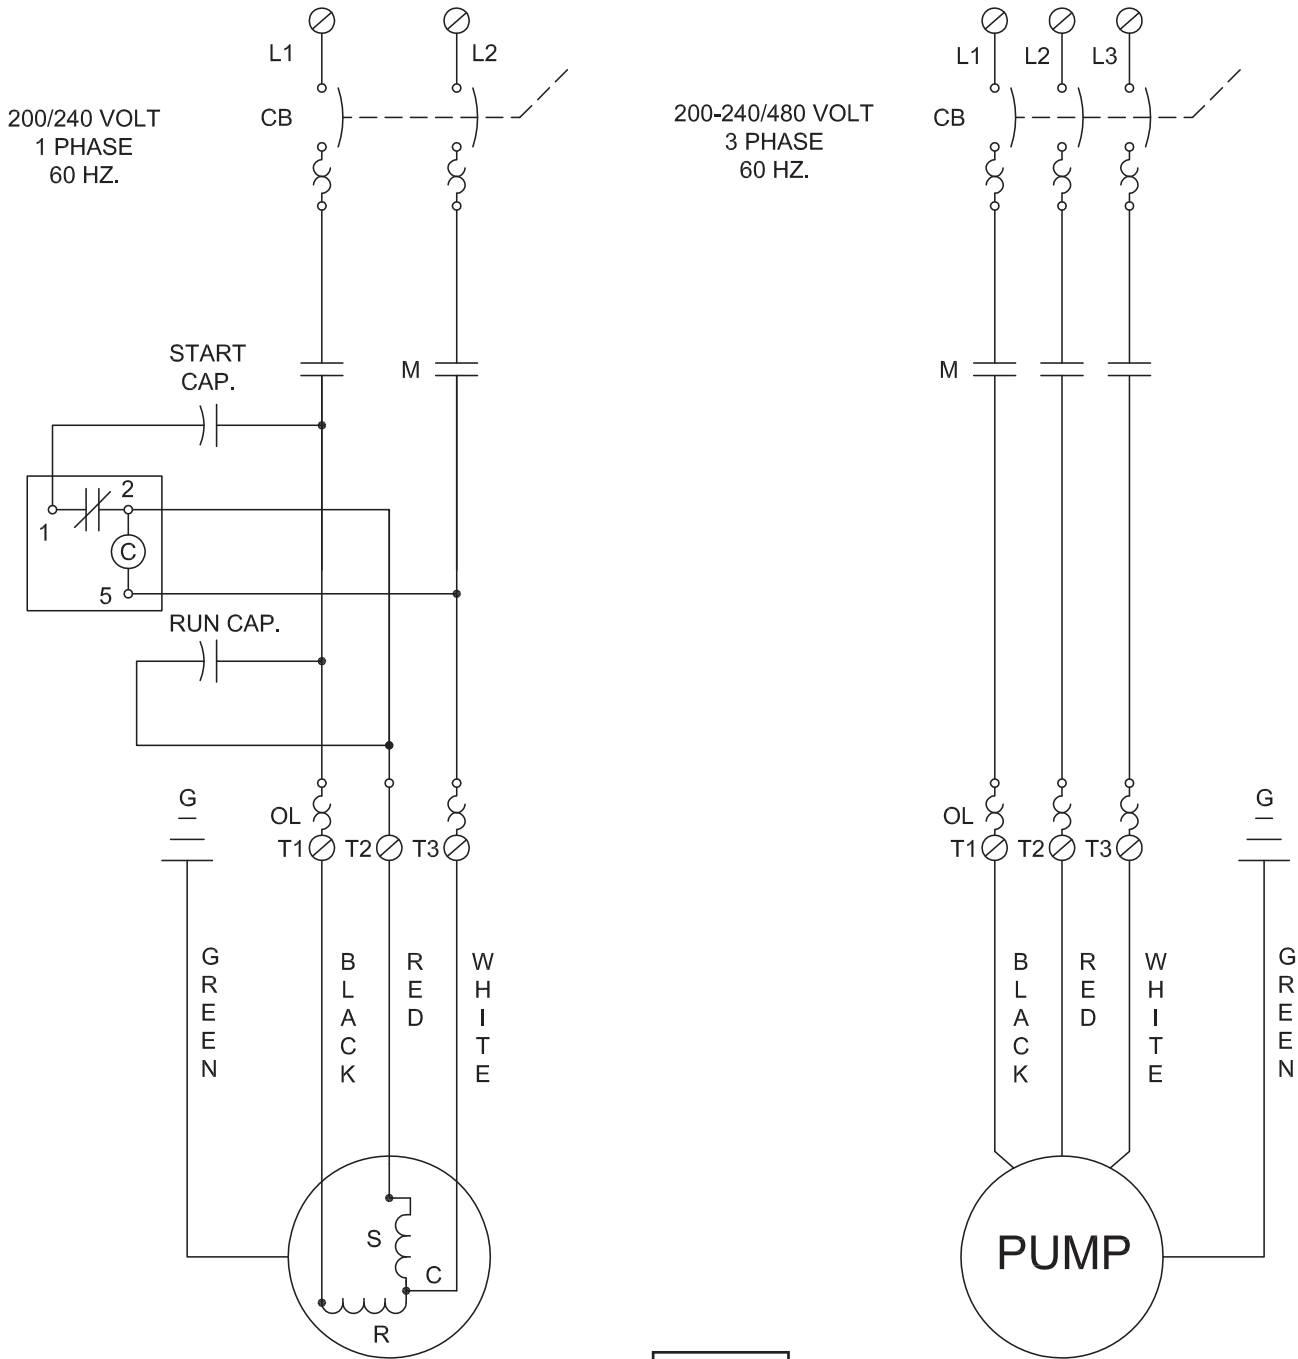 L1
L2
CB
200/240 VOLT
1 PHASE
60 HZ.
START
CAP.
M
1
2
C
5
RUN CAP.
G
OL
T1
T2
T3
GREEN
BLACK
RED
WHITE
S
C
R
L1
L2
L3
CB
200-240/480 VOLT
3 PHASE
60 HZ.
M
OL
T1
T2
T3
G
BLACK
RED
WHITE
GREEN
PUMP